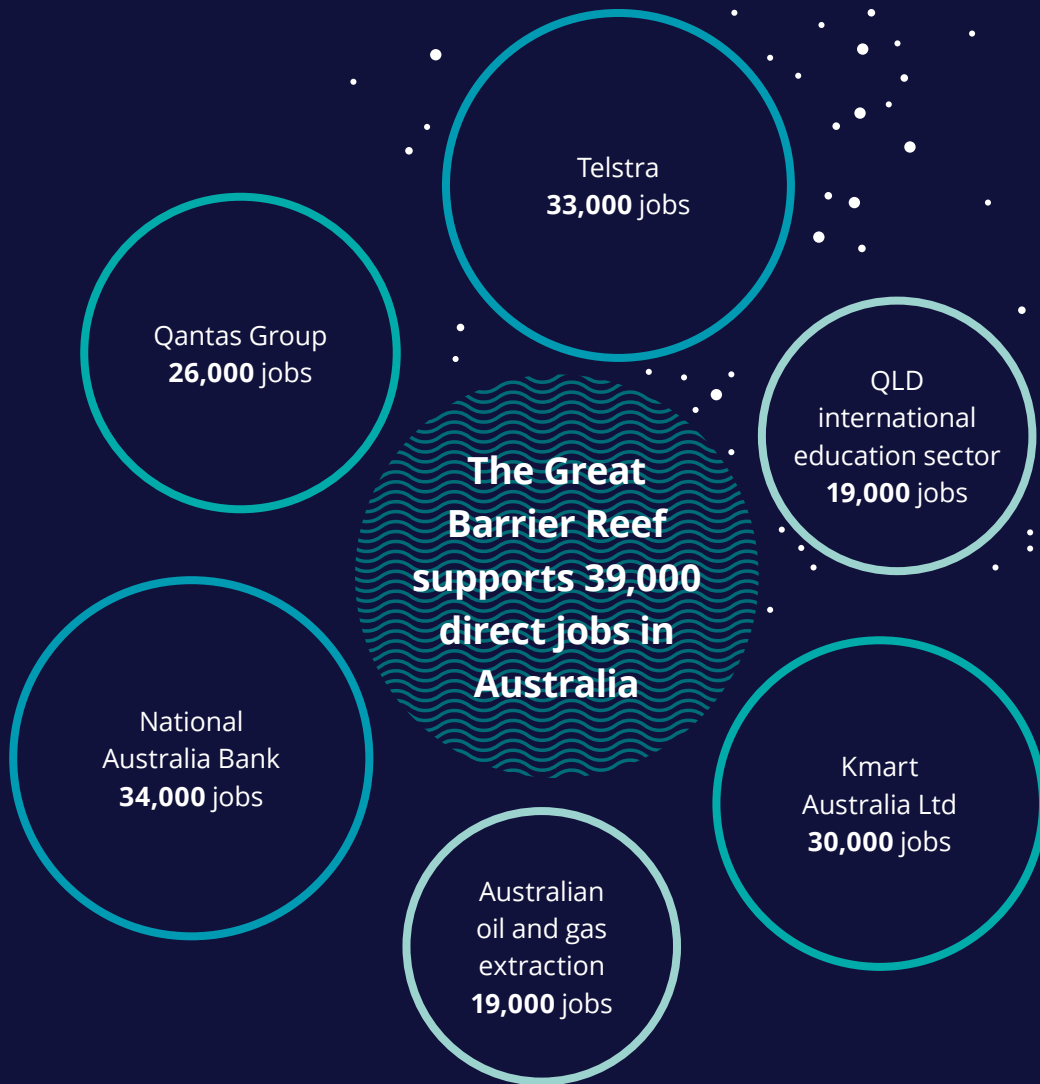 Telstra
33,000 jobs
Qantas Group
26,000 jobs
QLD
international
education sector
19,000 jobs
The Great
Barrier Reef
supports 39,000
direct jobs in
Australia
National
Australia Bank
34,000 jobs
Kmart
Australia Ltd
30,000 jobs
Australian
oil and gas
extraction
19,000 jobs